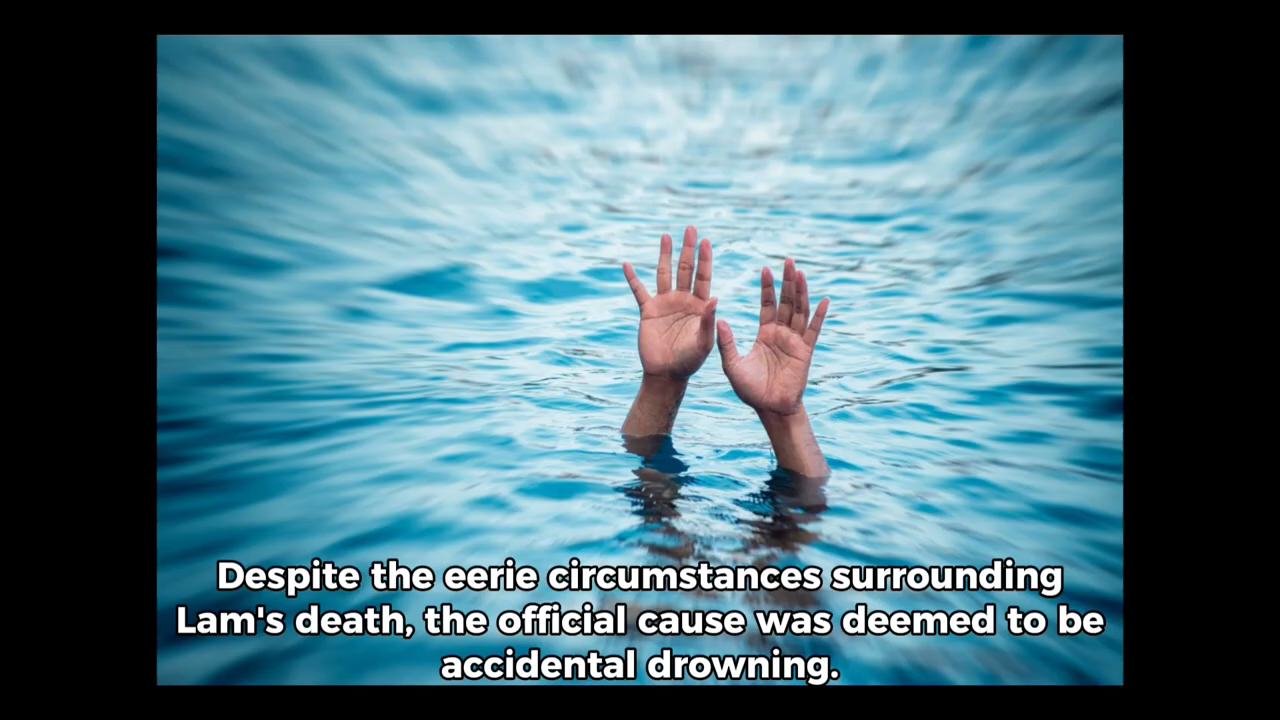 Despite the eerie circumstances surrounding
Lam's death, the official cause was deemed to be
accidental drowning.